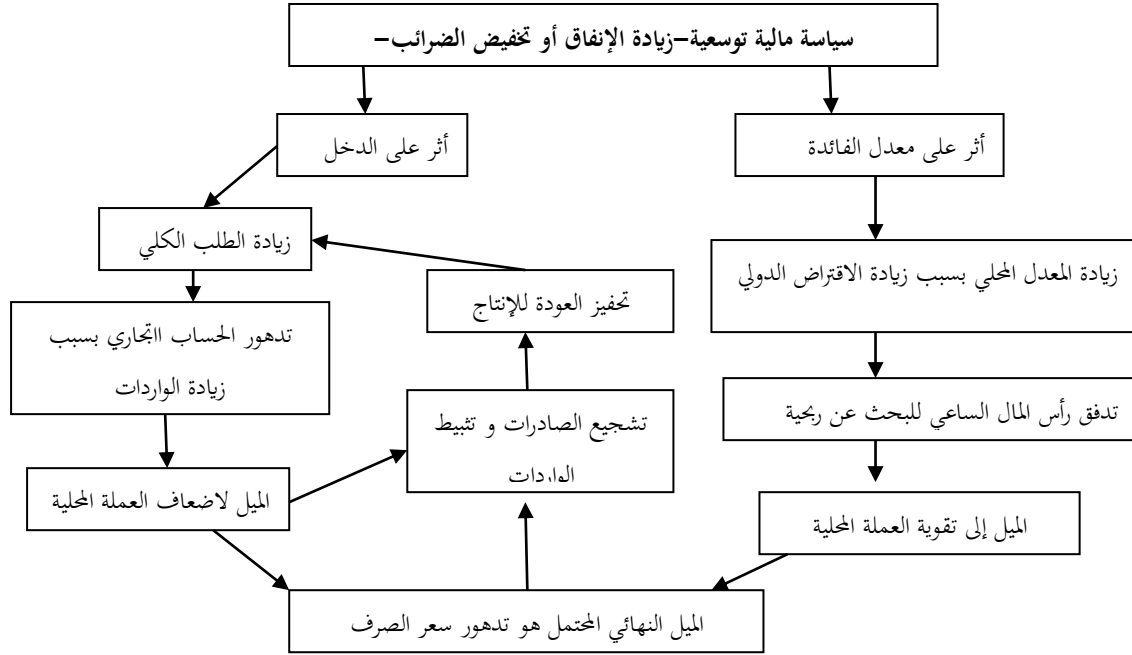 سياسة مالية توسعية–زيادة الإنفاق أو تخفيض الضرائب–
أثر على معدل الفائدة
أثر على الدخل
زيادة الطلب الكلي
زيادة المعدل المحلي بسبب زيادة الاقتراض الدولي
تحفيز العودة للإنتاج
تدهور الحساب ااتجاري بسبب
زيادة الواردات
تدفق رأس المال الساعي للبحث عن ربحية
تشجيع الصادرات و تثبيط
الواردات
الميل لاضعاف العملة المحلية
الميل إلى تقوية العملة المحلية
الميل النهائي المحتمل هو تدهور سعر الصرف